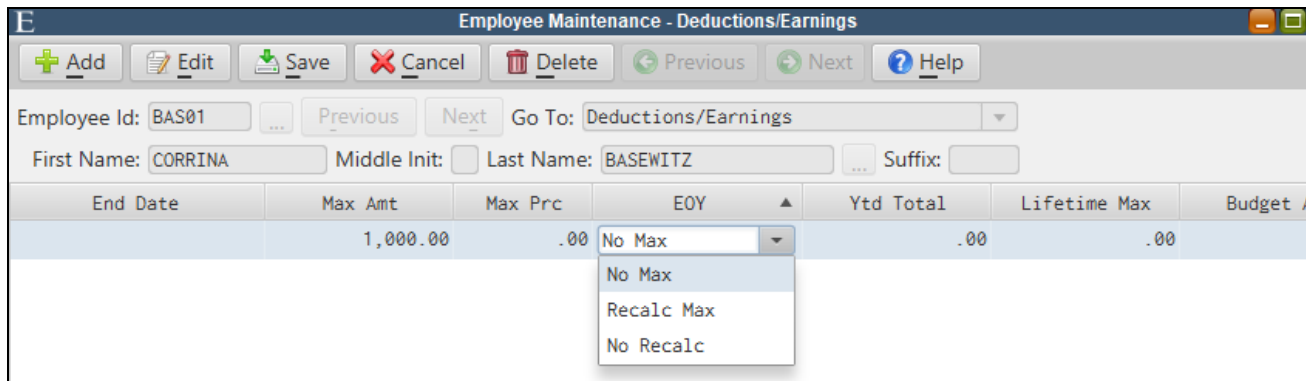 E Employee Maintenance - Deductions/Earnings
Add Edit Save Cancel Delete Previous Next Help
Employee Id: BAS01 ... Previous Next Go To: Deductions/Earnings
First Name: CORRINA Middle Init: Last Name: BASEWITZ ... Suffix:
End Date Max Amt Max Prc EOY Ytd Total Lifetime Max Budget
1,000.00 .00 No Max .00 .00
No Max
Recalc Max
No Recalc